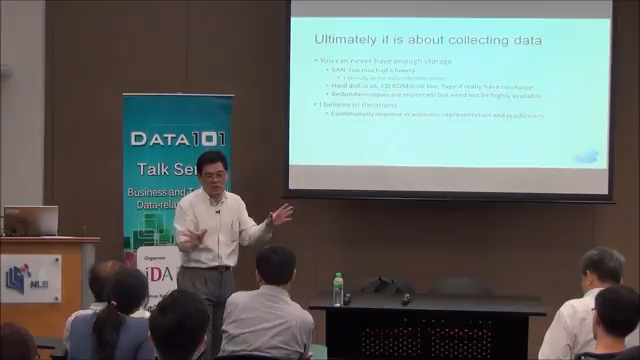 Ultimately it is about collecting data
• You can never have enough storage
• SAN: too much of a luxury
• Hard disk is ok, CD ROM is ok too, Tape if really have no choice
• Redundant copies are important but need not be highly available
• I believe in iterations
• Continuously improve in accuracy, representation and predictions
DATA101
Talk Ser
Business and T
Data-rela
Organiser
iDA
NLB